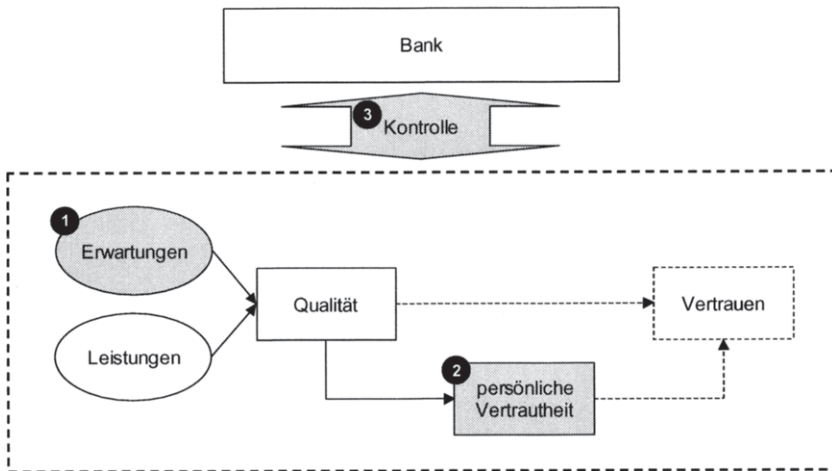 Bank
3
Kontrolle
1
Erwartungen
Qualität
Vertrauen
Leistungen
2
persönliche
Vertrautheit